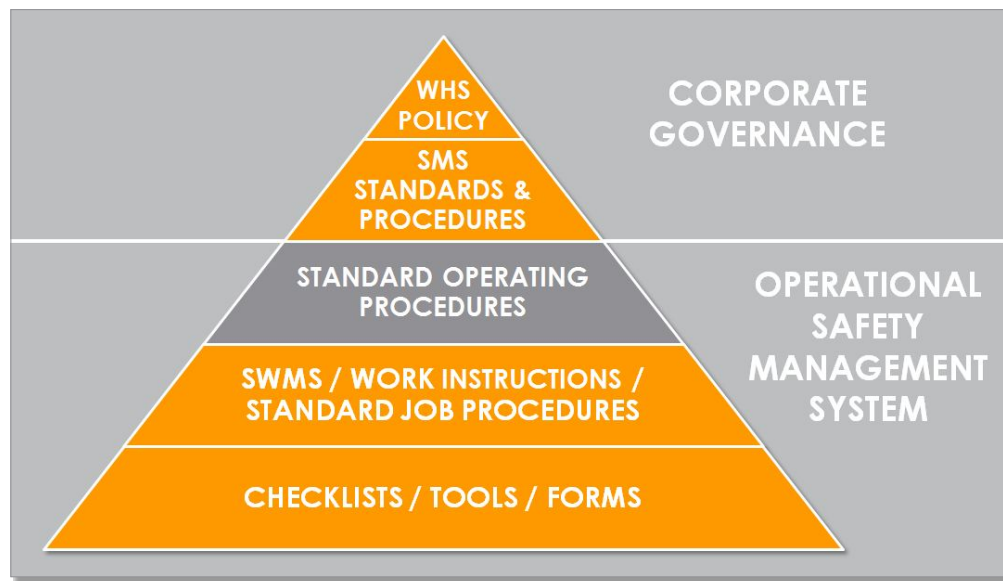 WHS
POLICY
CORPORATE
GOVERNANCE
SMS
STANDARDS &
PROCEDURES
STANDARD OPERATING
PROCEDURES
OPERATIONAL
SAFETY
MANAGEMENT
SYSTEM
SWMS / WORK INSTRUCTIONS /
STANDARD JOB PROCEDURES
CHECKLISTS / TOOLS / FORMS